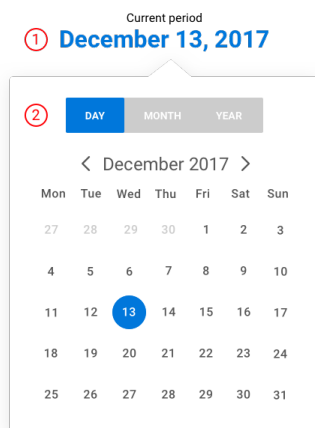 Current period
1 December 13, 2017
2 DAY MONTH YEAR
< December 2017 >
Mon Tue Wed Thu Fri Sat Sun
27 28 29 30 1 2 3
4 5 6 7 8 9 10
11 12 13 14 15 16 17
18 19 20 21 22 23 24
25 26 27 28 29 30 31